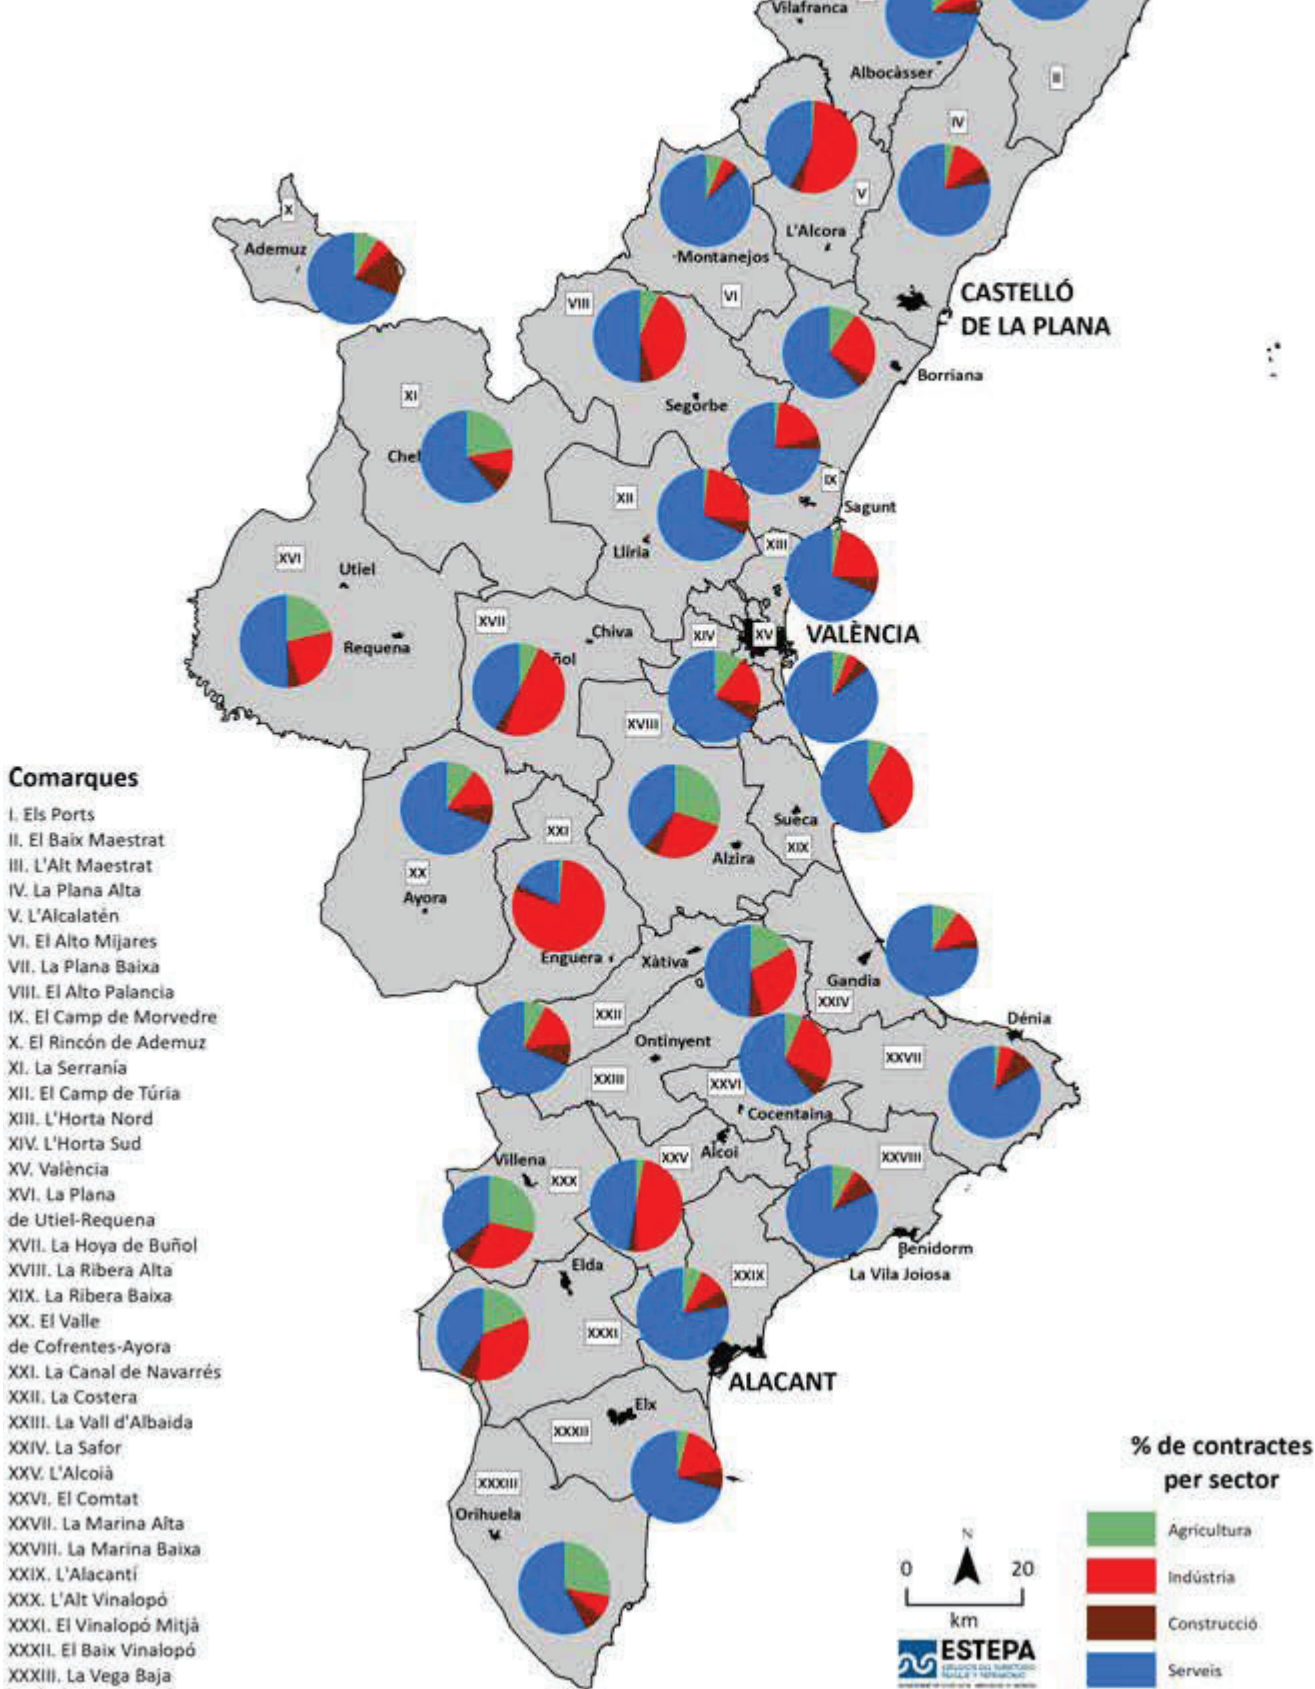 Vilafranca
Albocàsser
II
IV
V
L'Alcora
Montanejos
VI
X
Ademuz
CASTELLÓ
DE LA PLANA
VIII
Borriana
Segorbe
XI
Chel
XII
IX
Sagunt
Llíria
XIII
XVI
Utiel
Requena
XVII
Chiva
XIV
XV
VALÈNCIA
ñol
XVIII
Sueca
XIX
Alzira
XXI
XX
Ayora
Enguera
Xàtiva
Gandia
XXIV
Dénia
XXII
Ontinyent
XXVII
XXIII
XXVI
Cocentaina
Alcoi
XXV
XXVIII
Villena
XXX
Benidorm
La Vila Joiosa
Elda
XXIX
XXXI
ALACANT
Elx
XXXII
XXXIII
Orihuela
Comarques
I. Els Ports
II. El Baix Maestrat
III. L'Alt Maestrat
IV. La Plana Alta
V. L'Alcalatén
VI. El Alto Mijares
VII. La Plana Baixa
VIII. El Alto Palancia
IX. El Camp de Morvedre
X. El Rincón de Ademuz
XI. La Serranía
XII. El Camp de Túria
XIII. L'Horta Nord
XIV. L'Horta Sud
XV. València
XVI. La Plana
de Utiel-Requena
XVII. La Hoya de Buñol
XVIII. La Ribera Alta
XIX. La Ribera Baixa
XX. El Valle
de Cofrentes-Ayora
XXI. La Canal de Navarrés
XXII. La Costera
XXIII. La Vall d'Albaida
XXIV. La Safor
XXV. L'Alcoià
XXVI. El Comtat
XXVII. La Marina Alta
XXVIII. La Marina Baixa
XXIX. L'Alacantí
XXX. L'Alt Vinalopó
XXXI. El Vinalopó Mitjà
XXXII. El Baix Vinalopó
XXXIII. La Vega Baja
% de contractes
per sector
Agricultura
Indústria
Construcció
Serveis
N
0 20
km
ESTEPA